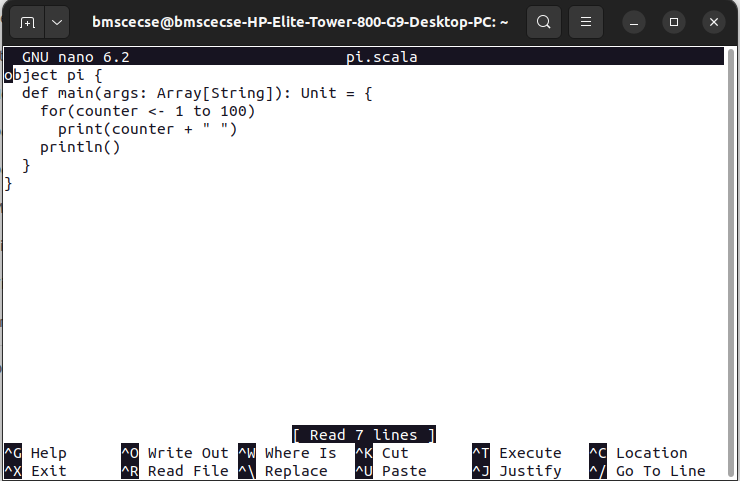 bmscecse@bmscecse-HP-Elite-Tower-800-G9-Desktop-PC: ~
GNU nano 6.2 pi.scala
object pi {
  def main(args: Array[String]): Unit = {
    for(counter <- 1 to 100)
      print(counter + " ")
    println()
  }
}
[ Read 7 lines ]
^G Help ^O Write Out ^W Where Is ^K Cut ^T Execute ^C Location
^X Exit ^R Read File ^\ Replace ^U Paste ^J Justify ^/ Go To Line